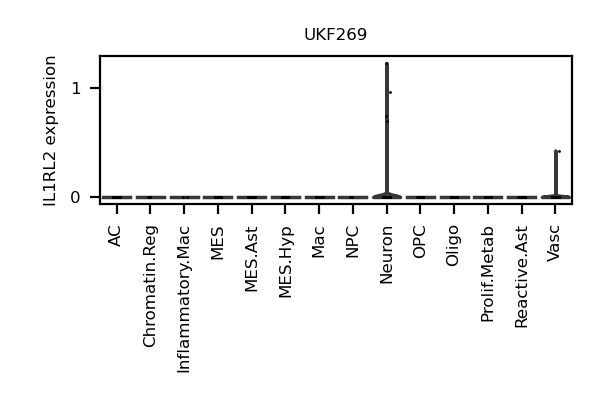 UKF269
IL1RL2 expression
1
0
AC
Chromatin.Reg
Inflammatory.Mac
MES
MES.Ast
MES.Hyp
Mac
NPC
Neuron
OPC
Oligo
Prolif.Metab
Reactive.Ast
Vasc